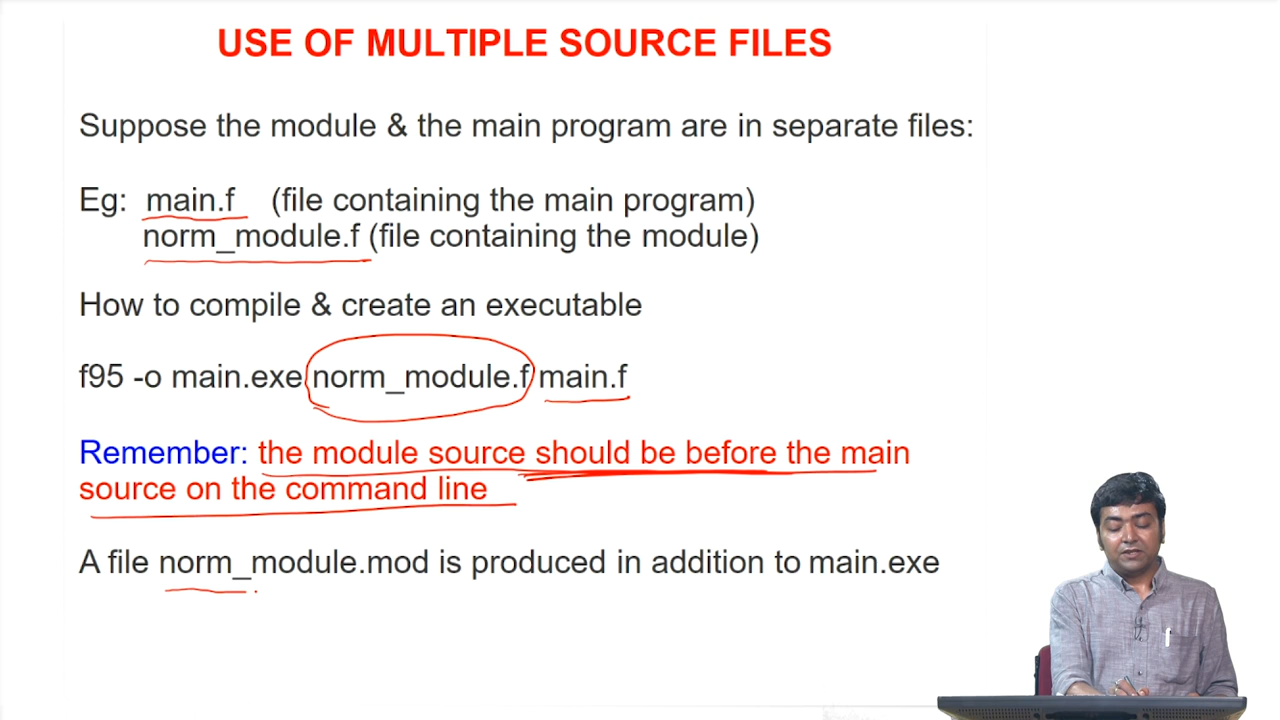 USE OF MULTIPLE SOURCE FILES
Suppose the module & the main program are in separate files:
Eg: main.f (file containing the main program)
norm_module.f (file containing the module)
How to compile & create an executable
f95 -o main.exe norm_module.f main.f
Remember: the module source should be before the main
source on the command line
A file norm_module.mod is produced in addition to main.exe